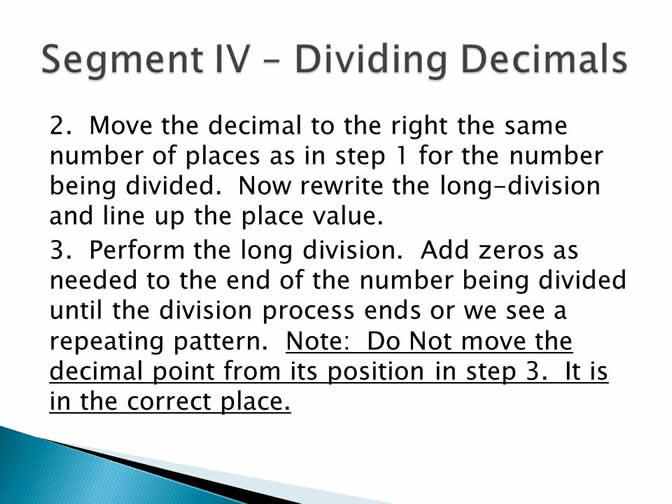 Segment IV – Dividing Decimals
2.  Move the decimal to the right the same
number of places as in step 1 for the number
being divided.  Now rewrite the long-division
and line up the place value.
3.  Perform the long division.  Add zeros as
needed to the end of the number being divided
until the division process ends or we see a
repeating pattern.  Note:  Do Not move the
decimal point from its position in step 3.  It is
in the correct place.